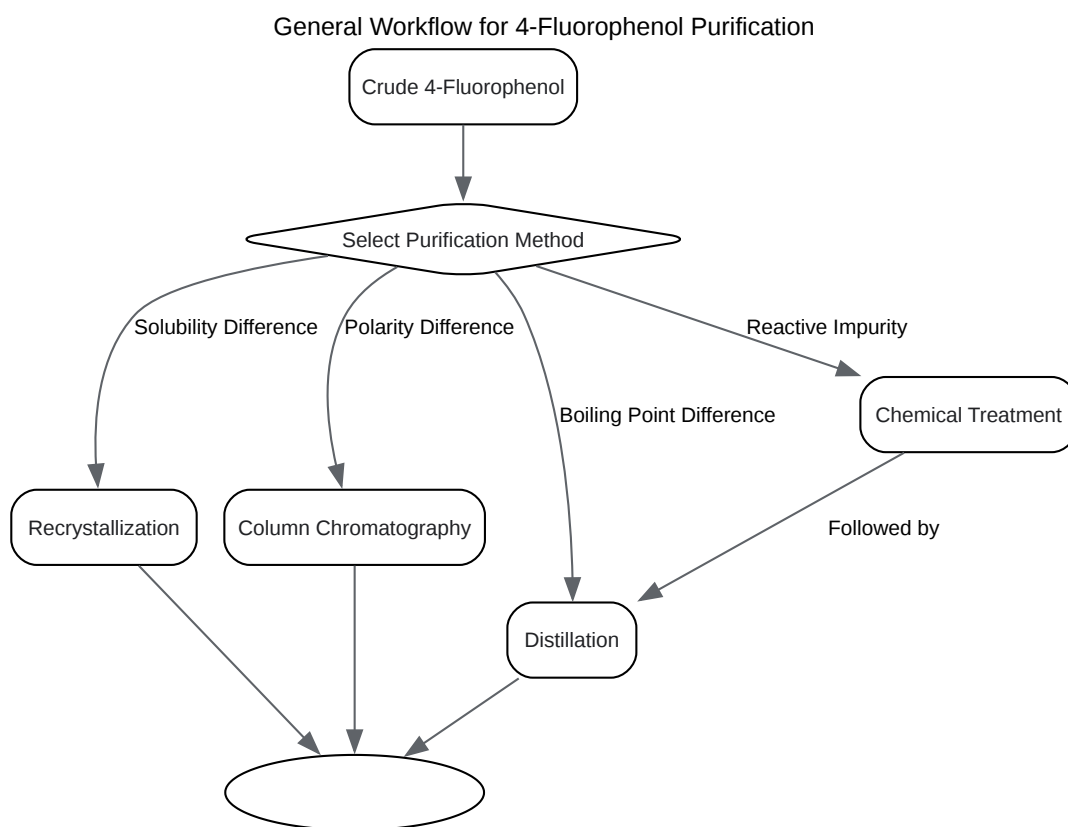 General Workflow for 4-Fluorophenol Purification
Crude 4-Fluorophenol
Select Purification Method
Solubility Difference
Polarity Difference
Reactive Impurity
Boiling Point Difference
Chemical Treatment
Recrystallization
Column Chromatography
Followed by
Distillation